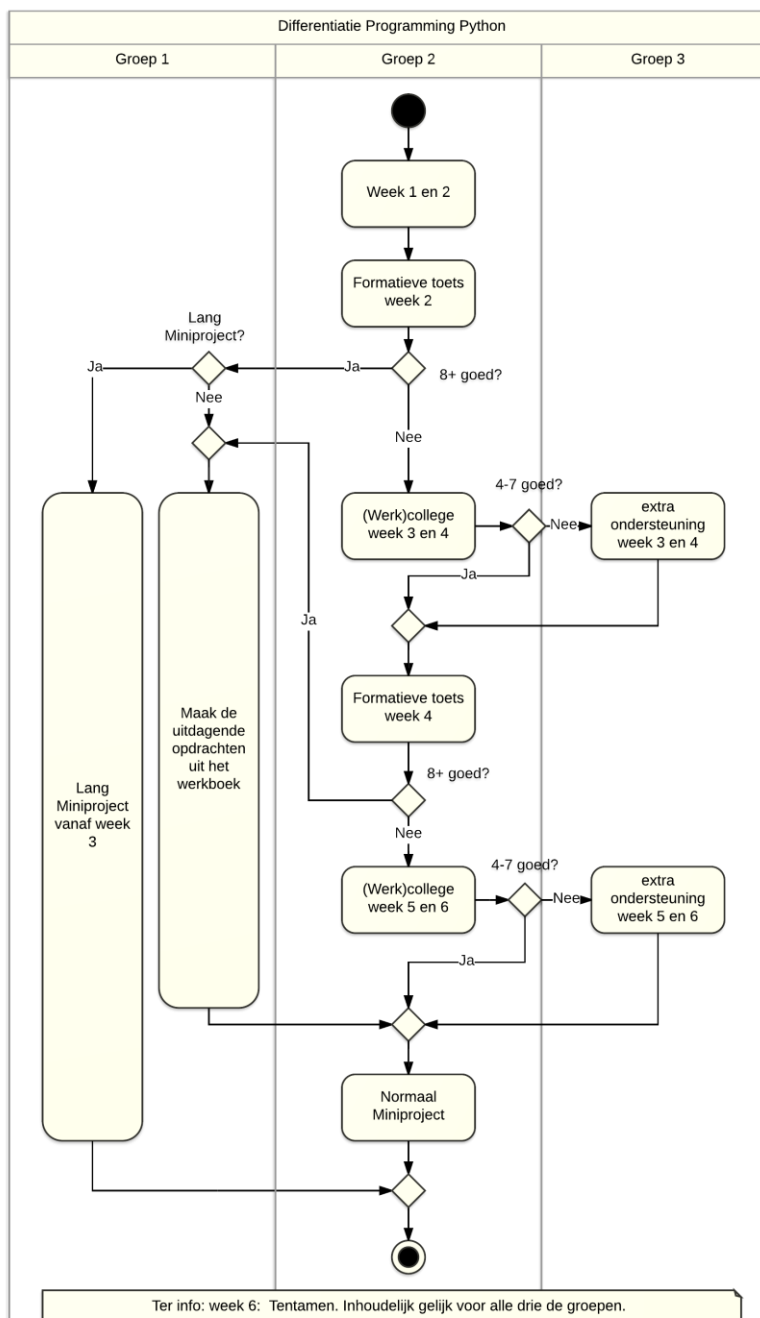 Differentiatie Programming Python
Groep 1
Groep 2
Groep 3
Week 1 en 2
Formatieve toets
week 2
Lang
Miniproject?
Ja
Ja
8+ goed?
Nee
Nee
4-7 goed?
(Werk)college
week 3 en 4
Nee
extra
ondersteuning
week 3 en 4
Ja
Ja
Formatieve toets
week 4
Maak de
uitdagende
opdrachten
uit het
werkboek
Lang
Miniproject
vanaf week
3
8+ goed?
Nee
4-7 goed?
(Werk)college
week 5 en 6
Nee
extra
ondersteuning
week 5 en 6
Ja
Normaal
Miniproject
Ter info: week 6: Tentamen. Inhoudelijk gelijk voor alle drie de groepen.